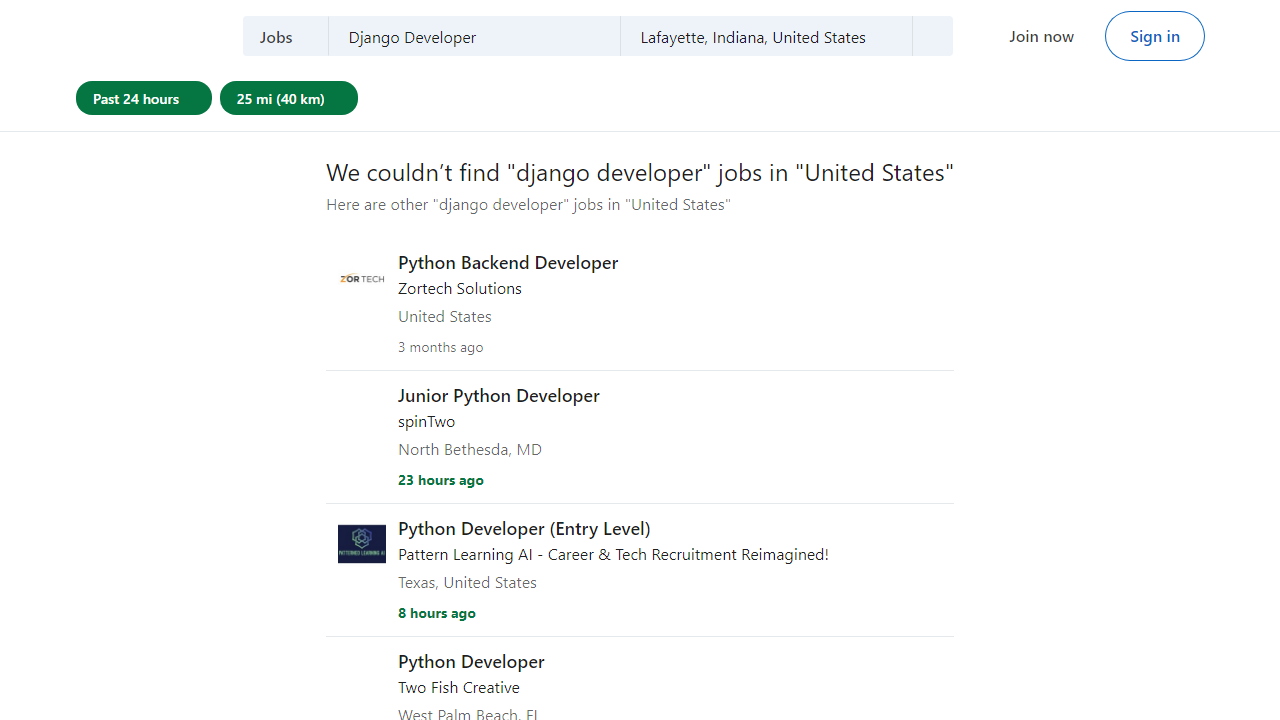 Jobs
Django Developer
Lafayette, Indiana, United States
Join now
Sign in
Past 24 hours
25 mi (40 km)
We couldn’t find "django developer" jobs in "United States"
Here are other "django developer" jobs in "United States"
ZOR TECH
Python Backend Developer
Zortech Solutions
United States
3 months ago
Junior Python Developer
spinTwo
North Bethesda, MD
23 hours ago
PATTERNED LEARNING AI
Python Developer (Entry Level)
Pattern Learning AI - Career & Tech Recruitment Reimagined!
Texas, United States
8 hours ago
Python Developer
Two Fish Creative
West Palm Beach, FL